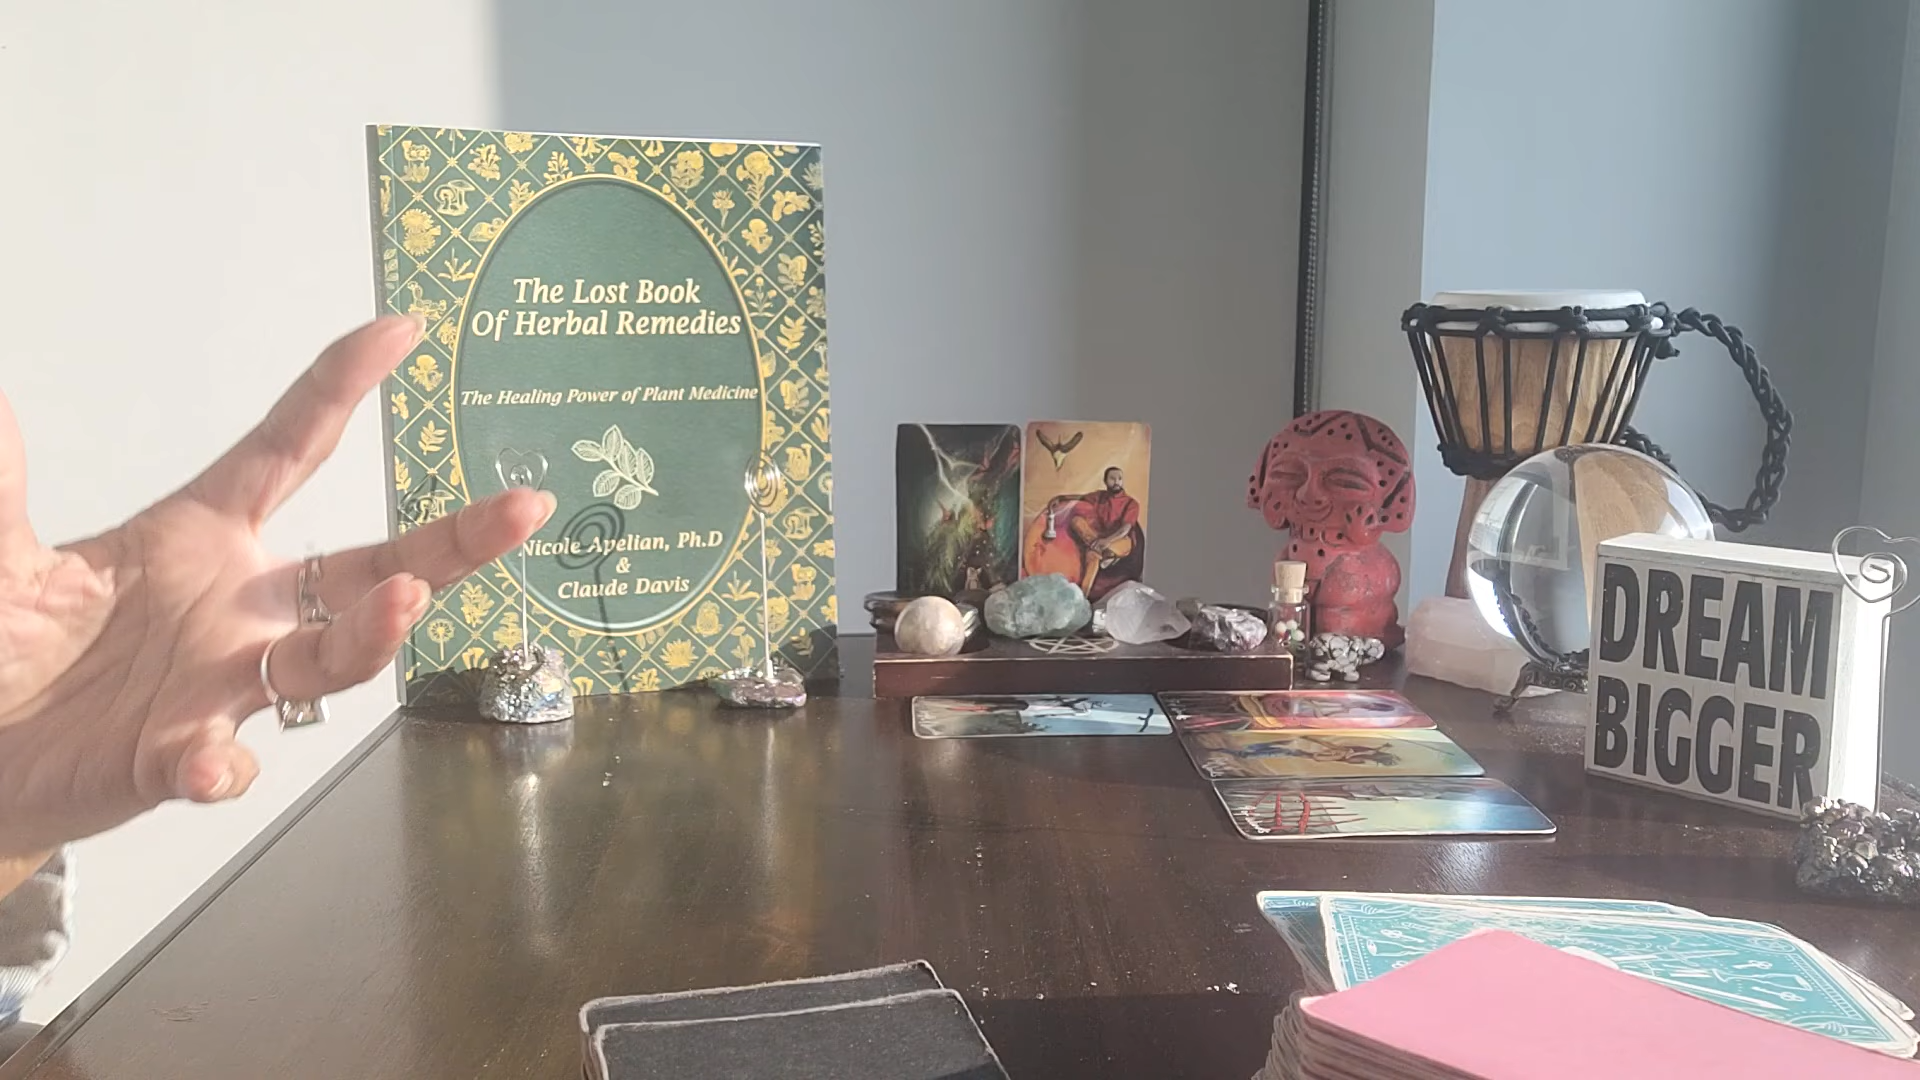 The Lost Book
Of Herbal Remedies
The Healing Power of Plant Medicine
Nicole Apelian, Ph.D
&
Claude Davis
DREAM
BIGGER